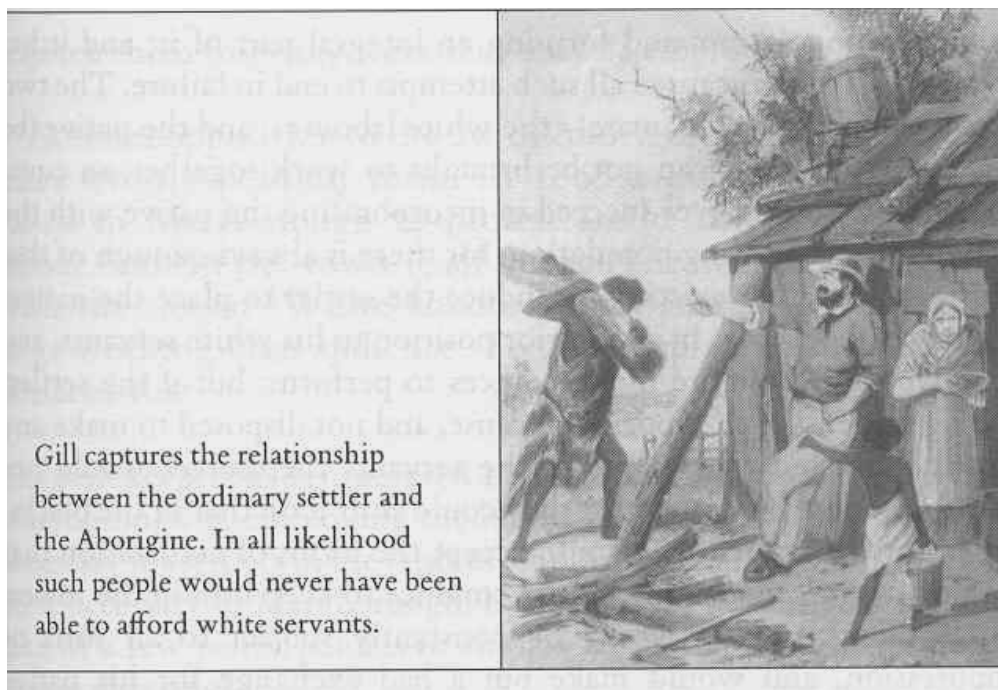 Gill captures the relationship
between the ordinary settler and
the Aborigine. In all likelihood
such people would never have been
able to afford white servants.